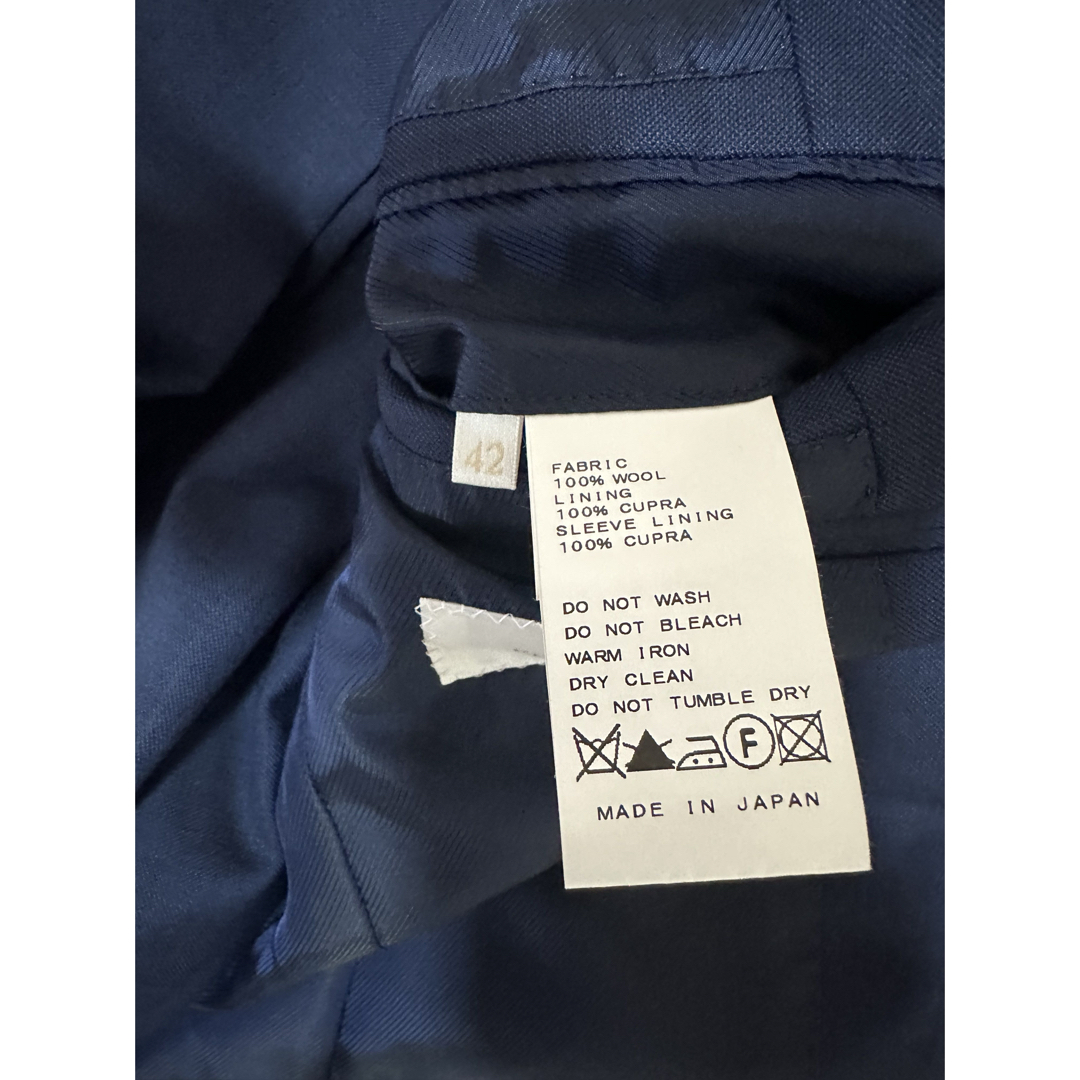 42
FABRIC
100% WOOL
LINING
100% CUPRA
SLEEVE LINING
100% CUPRA
DO NOT WASH
DO NOT BLEACH
WARM IRON
DRY CLEAN
DO NOT TUMBLE DRY
F
MADE IN JAPAN